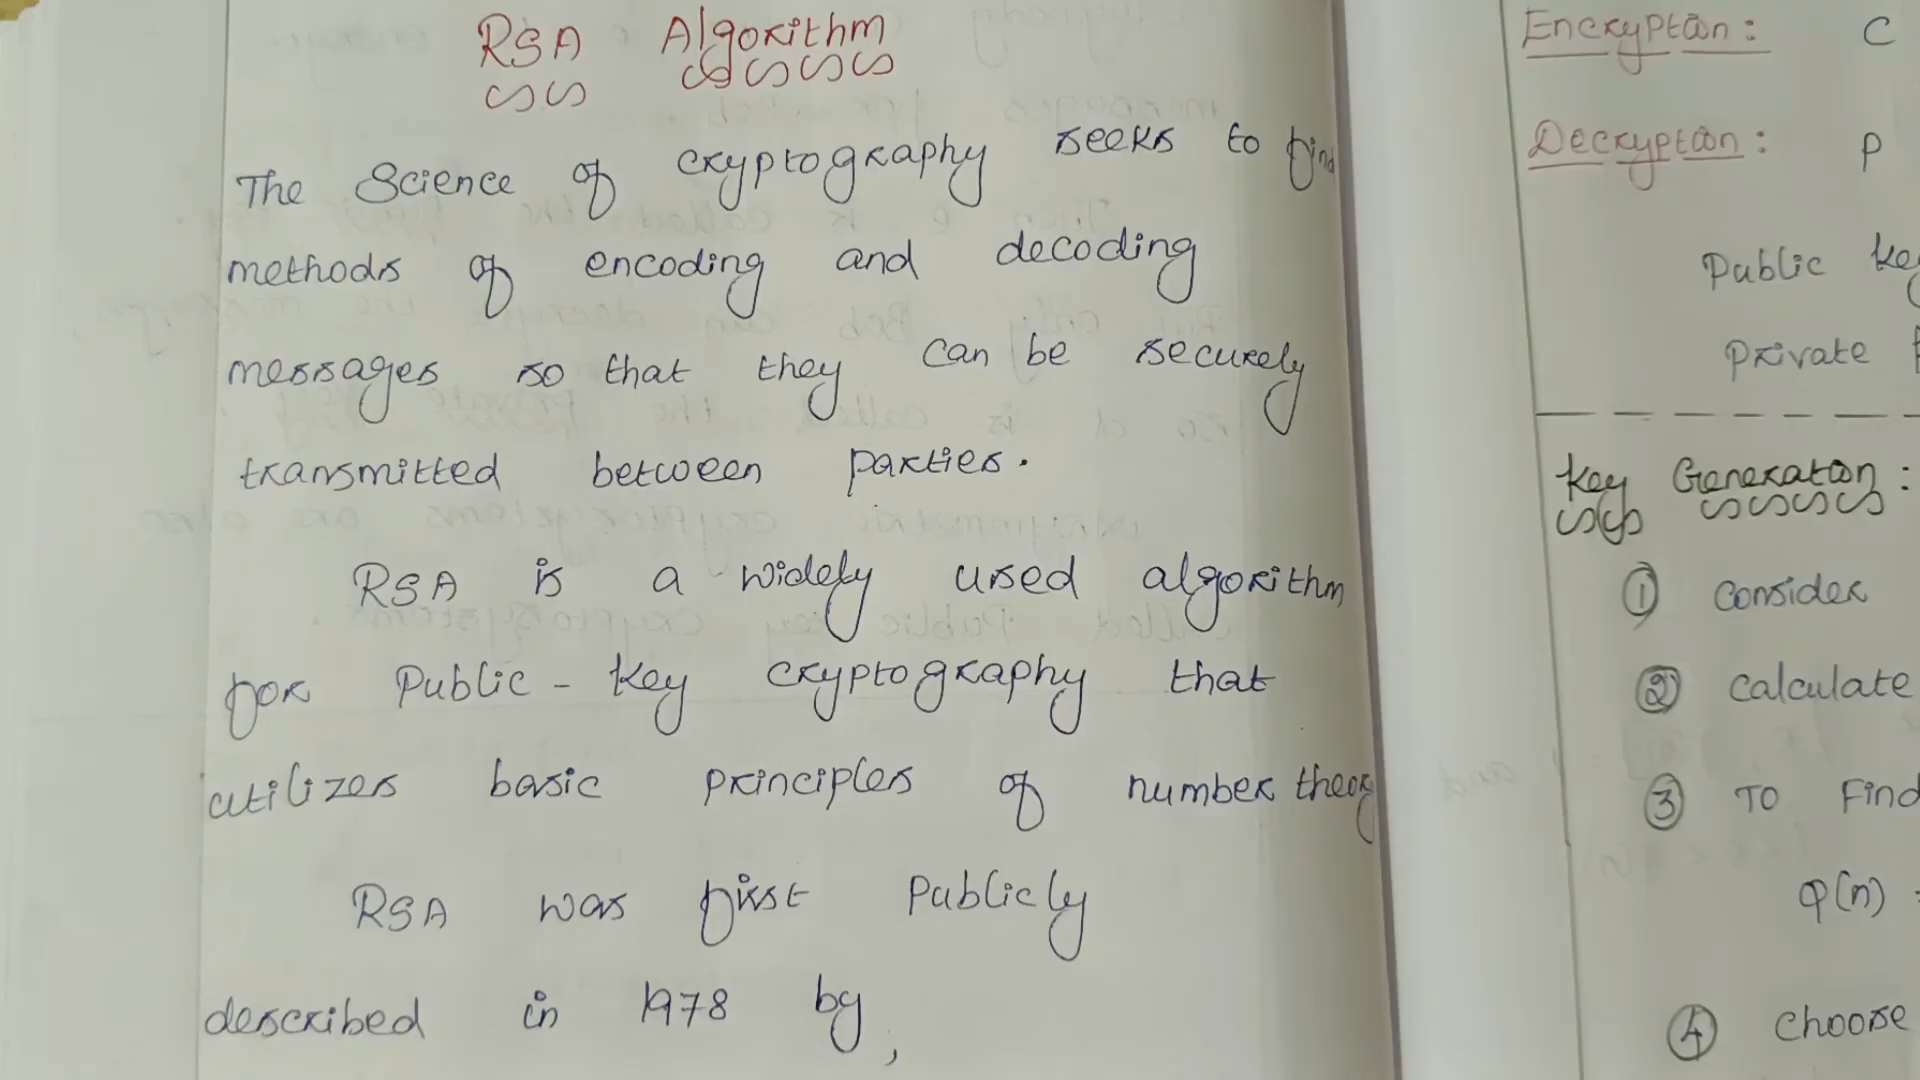 RSA Algorithm
The Science of cryptography seeks to find
methods of encoding and decoding
messages so that they can be securely
transmitted between parties.
RSA is a widely used algorithm
for Public - key cryptography that
utilizes basic principles of number theory
RSA was first Publicly
described in 1978 by,
Encryption: C
Decryption: P
Public key
Private
Key Generation:
① Consider
② Calculate
③ To Find
φ(n) =
④ choose